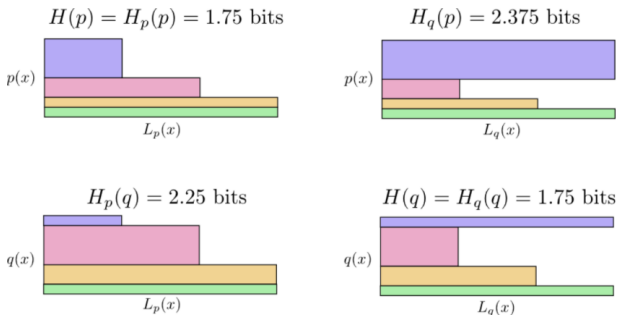 H(p) = H_p(p) = 1.75 bits
p(x)
L_p(x)
H_q(p) = 2.375 bits
p(x)
L_q(x)
H_p(q) = 2.25 bits
q(x)
L_p(x)
H(q) = H_q(q) = 1.75 bits
q(x)
L_q(x)